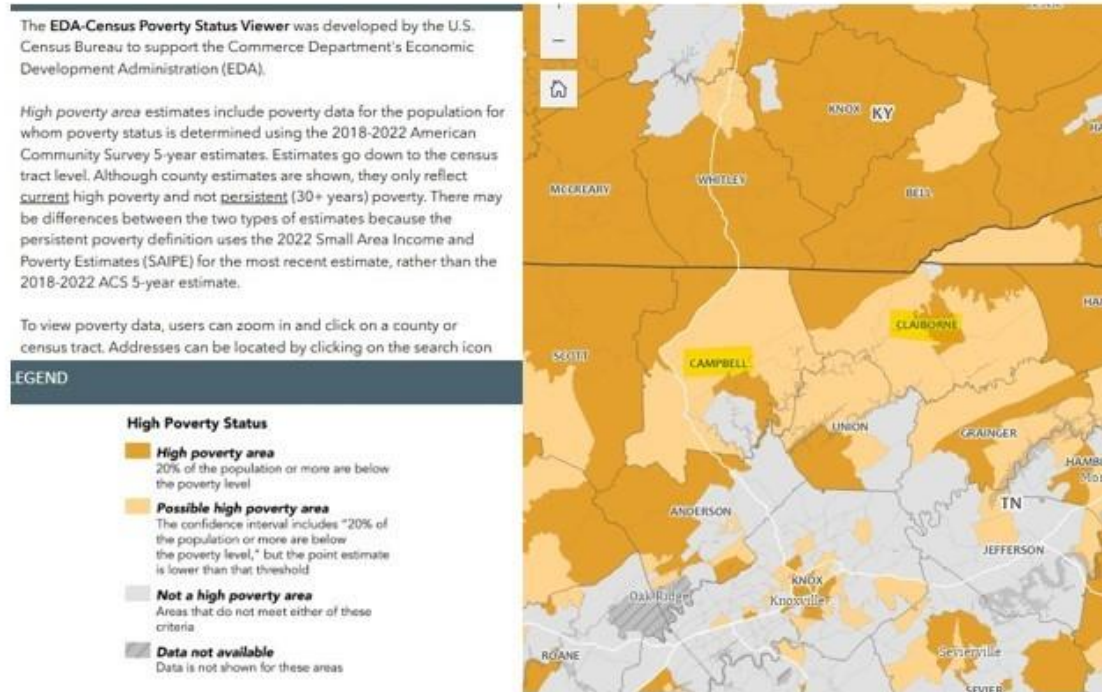 The EDA-Census Poverty Status Viewer was developed by the U.S.
Census Bureau to support the Commerce Department's Economic
Development Administration (EDA).
High poverty area estimates include poverty data for the population for
whom poverty status is determined using the 2018-2022 American
Community Survey 5-year estimates. Estimates go down to the census
tract level. Although county estimates are shown, they only reflect
current high poverty and not persistent (30+ years) poverty. There may
be differences between the two types of estimates because the
persistent poverty definition uses the 2022 Small Area Income and
Poverty Estimates (SAIPE) for the most recent estimate, rather than the
2018-2022 ACS 5-year estimate.
To view poverty data, users can zoom in and click on a county or
census tract. Addresses can be located by clicking on the search icon
LEGEND
High Poverty Status
High poverty area
20% of the population or more are below
the poverty level
Possible high poverty area
The confidence interval includes "20% of
the population or more are below
the poverty level," but the point estimate
is lower than that threshold
Not a high poverty area
Areas that do not meet either of these
criteria
Data not available
Data is not shown for these areas
KNOX
KY
HA
MCCREARY
WHITLEY
BELL
HA
CLAIBORNE
SCOTT
CAMPBELL
UNION
GRAINGER
HAMB
Mor
ANDERSON
TN
JEFFERSON
Oak Ridge
KNOX
Knoxville
ROANE
Sevierville
SEVIER